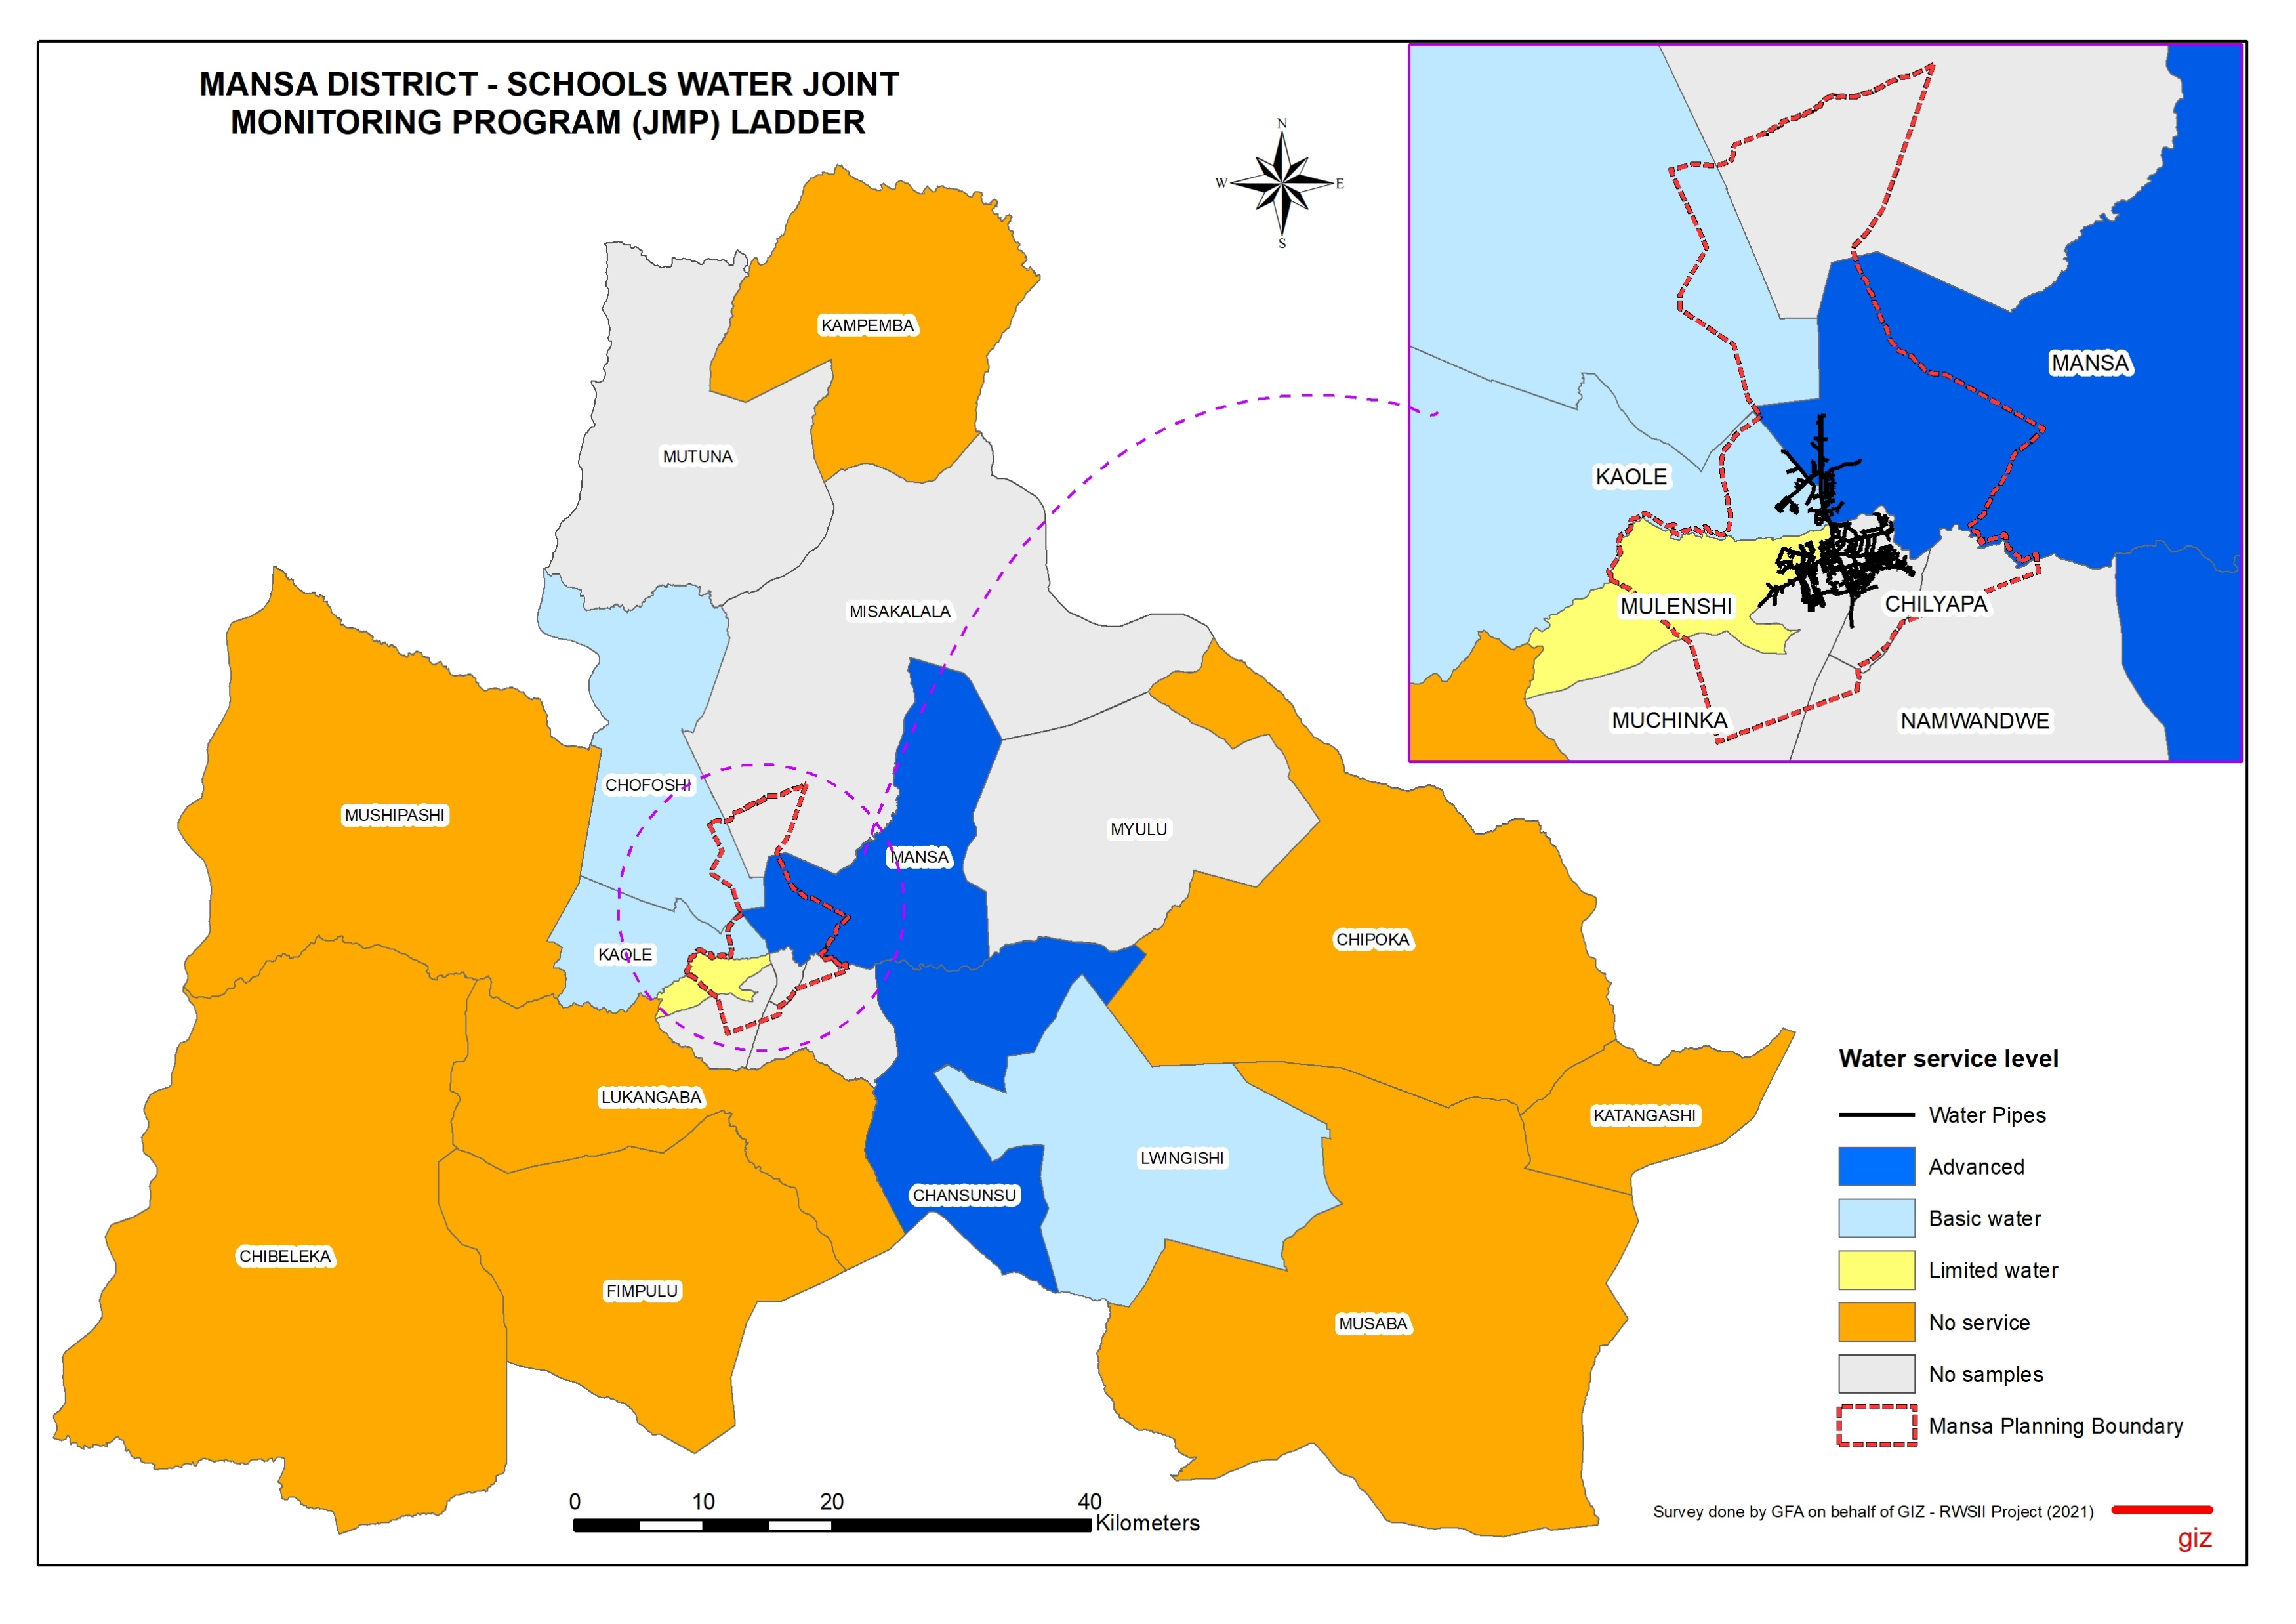 MANSA DISTRICT - SCHOOLS WATER JOINT
MONITORING PROGRAM (JMP) LADDER
N
W
E
S
KAMPEMBA
MUTUNA
MISAKALALA
CHOFOSHI
MUSHIPASHI
MYULU
MANSA
CHIPOKA
KAOLE
LUKANGABA
KATANGASHI
LWINGISHI
CHANSUNSU
CHIBELEKA
FIMPULU
MUSABA
MANSA
KAOLE
MULENSHI
CHILYAPA
MUCHINKA
NAMWANDWE
Water service level
Water Pipes
Advanced
Basic water
Limited water
No service
No samples
Mansa Planning Boundary
0 10 20 40
Kilometers
Survey done by GFA on behalf of GIZ - RWSII Project (2021)
giz